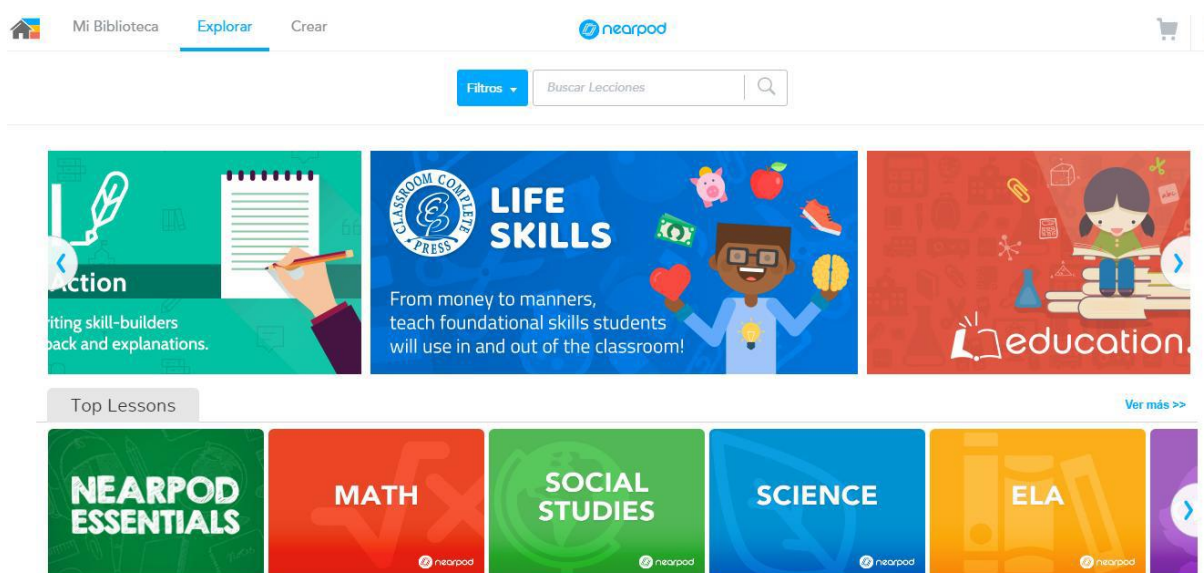 Mi Biblioteca Explorar Crear nearpod
Filtros Buscar Lecciones
Action
riting skill-builders
back and explanations.
CLASSROOM COMPLETE PRESS
LIFE
SKILLS
From money to manners,
teach foundational skills students
will use in and out of the classroom!
education.
Top Lessons Ver más >>
NEARPOD
ESSENTIALS
MATH
nearpod
SOCIAL
STUDIES
nearpod
SCIENCE
nearpod
ELA
nearpod